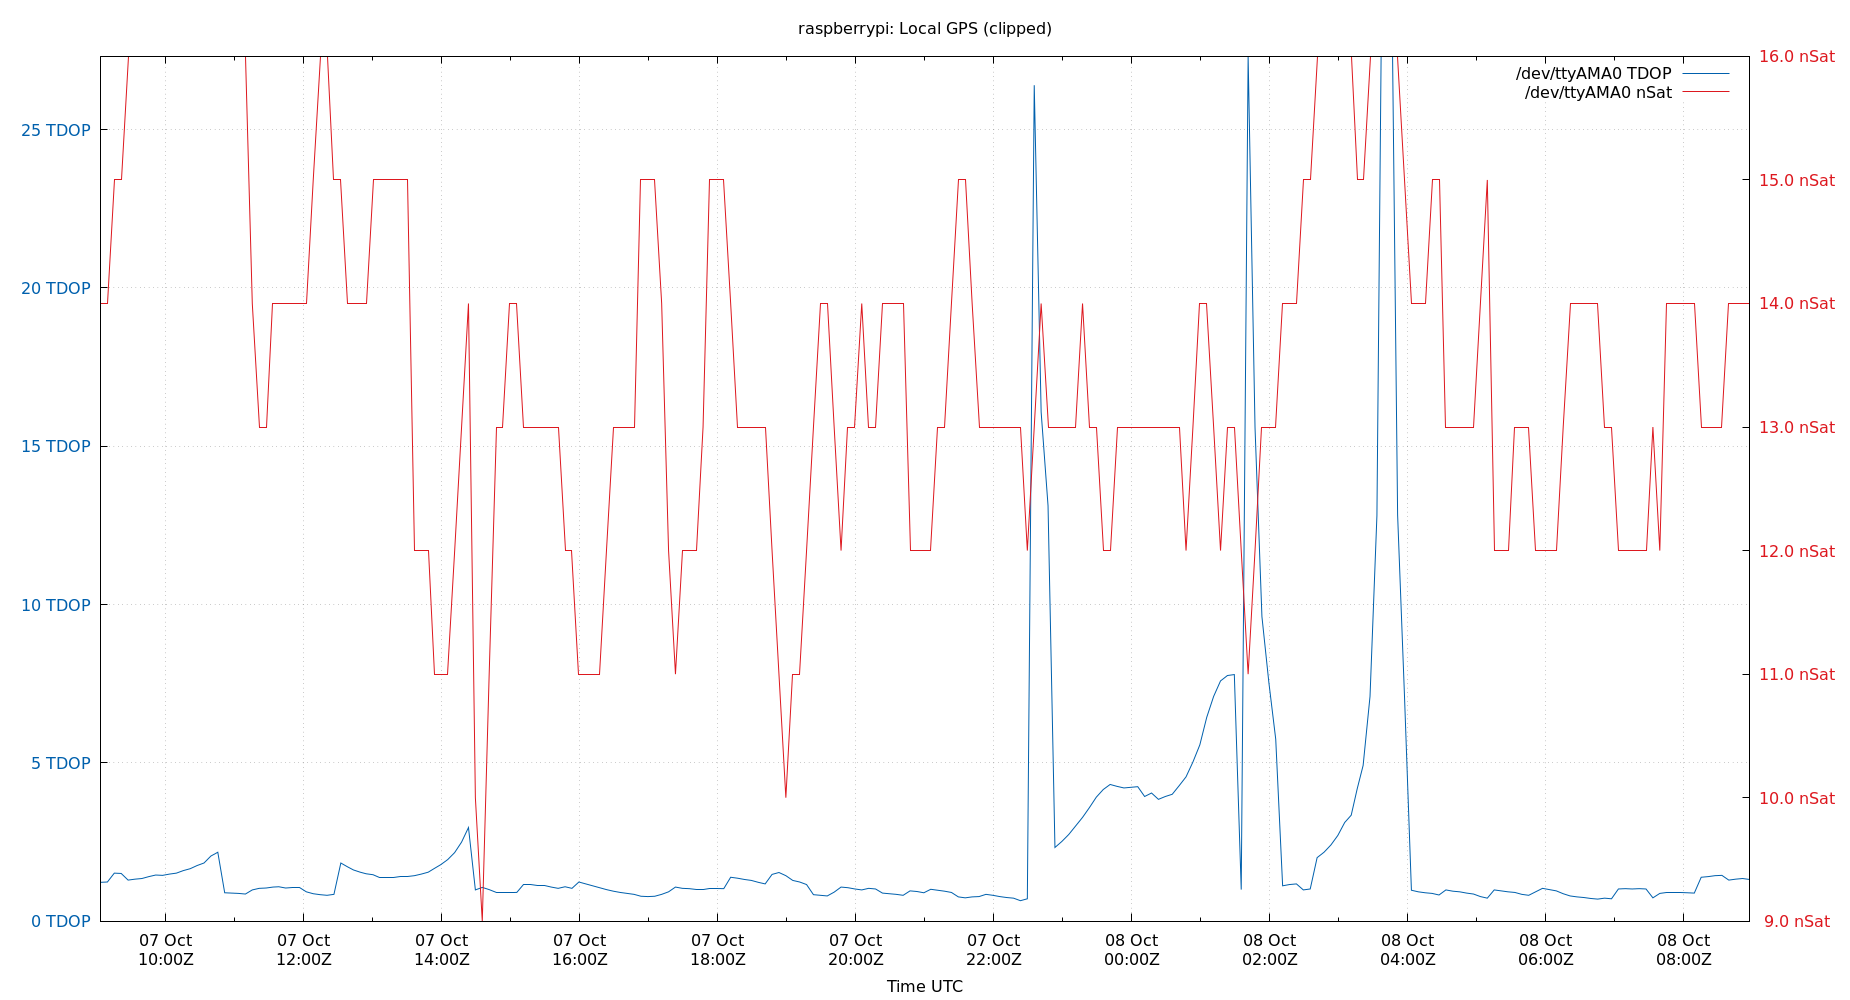 raspberrypi: Local GPS (clipped)
/dev/ttyAMA0 TDOP
/dev/ttyAMA0 nSat
25 TDOP
20 TDOP
15 TDOP
10 TDOP
5 TDOP
0 TDOP
16.0 nSat
15.0 nSat
14.0 nSat
13.0 nSat
12.0 nSat
11.0 nSat
10.0 nSat
9.0 nSat
07 Oct 07 Oct 07 Oct 07 Oct 07 Oct 07 Oct 07 Oct 08 Oct 08 Oct 08 Oct 08 Oct 08 Oct
10:00Z 12:00Z 14:00Z 16:00Z 18:00Z 20:00Z 22:00Z 00:00Z 02:00Z 04:00Z 06:00Z 08:00Z
Time UTC